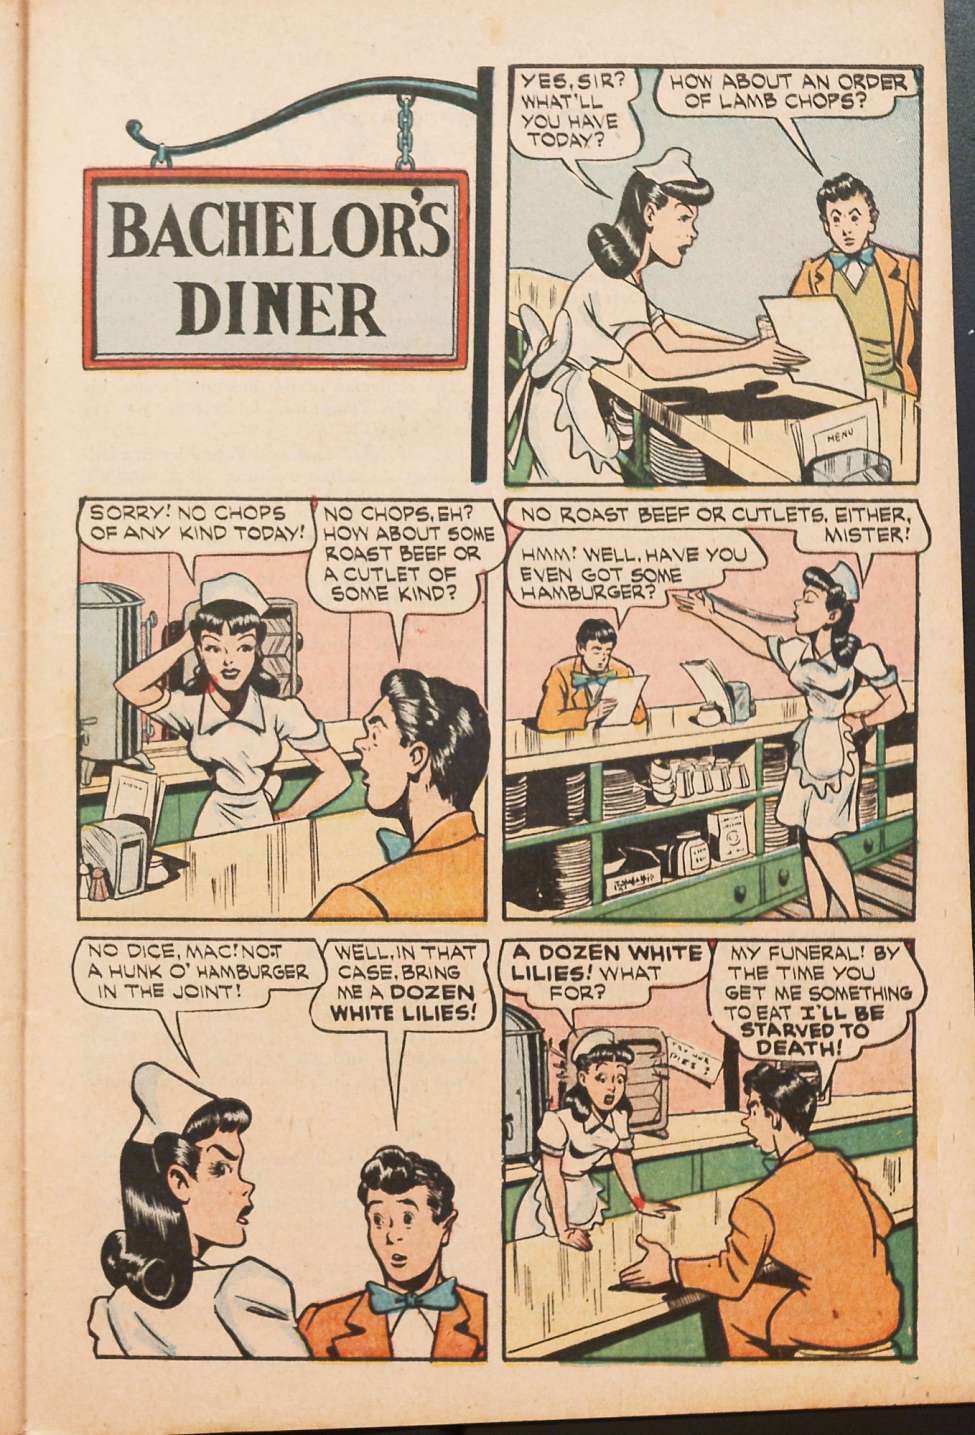 BACHELOR'S
DINER
YES, SIR?
WHAT'LL
YOU HAVE
TODAY?
HOW ABOUT AN ORDER
OF LAMB CHOPS?
MENU
SORRY! NO CHOPS
OF ANY KIND TODAY!
NO CHOPS, EH?
HOW ABOUT SOME
ROAST BEEF OR
A CUTLET OF
SOME KIND?
NO ROAST BEEF OR CUTLETS, EITHER,
MISTER!
HMM! WELL, HAVE YOU
EVEN GOT SOME
HAMBURGER?
NO DICE, MAC! NOT
A HUNK O' HAMBURGER
IN THE JOINT!
WELL, IN THAT
CASE, BRING
ME A DOZEN
WHITE LILIES!
A DOZEN WHITE
LILIES! WHAT
FOR?
MY FUNERAL! BY
THE TIME YOU
GET ME SOMETHING
TO EAT I'LL BE
STARVED TO
DEATH!
TRY OUR
PIES?